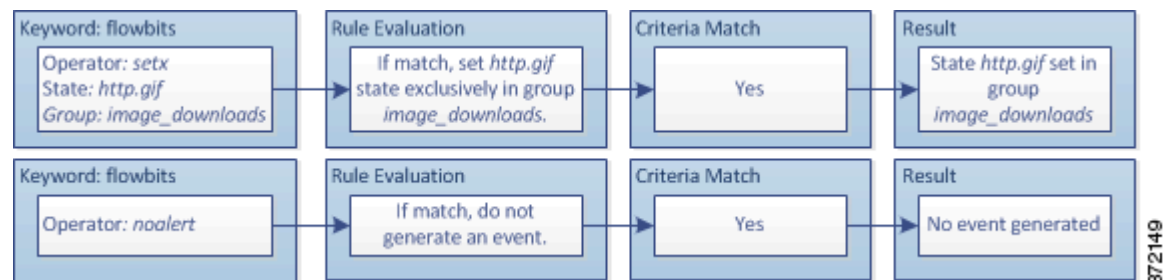 Keyword: flowbits
Operator: setx
State: http.gif
Group: image_downloads
Rule Evaluation
If match, set http.gif
state exclusively in group
image_downloads.
Criteria Match
Yes
Result
State http.gif set in
group
image_downloads
Keyword: flowbits
Operator: noalert
Rule Evaluation
If match, do not
generate an event.
Criteria Match
Yes
Result
No event generated
372149